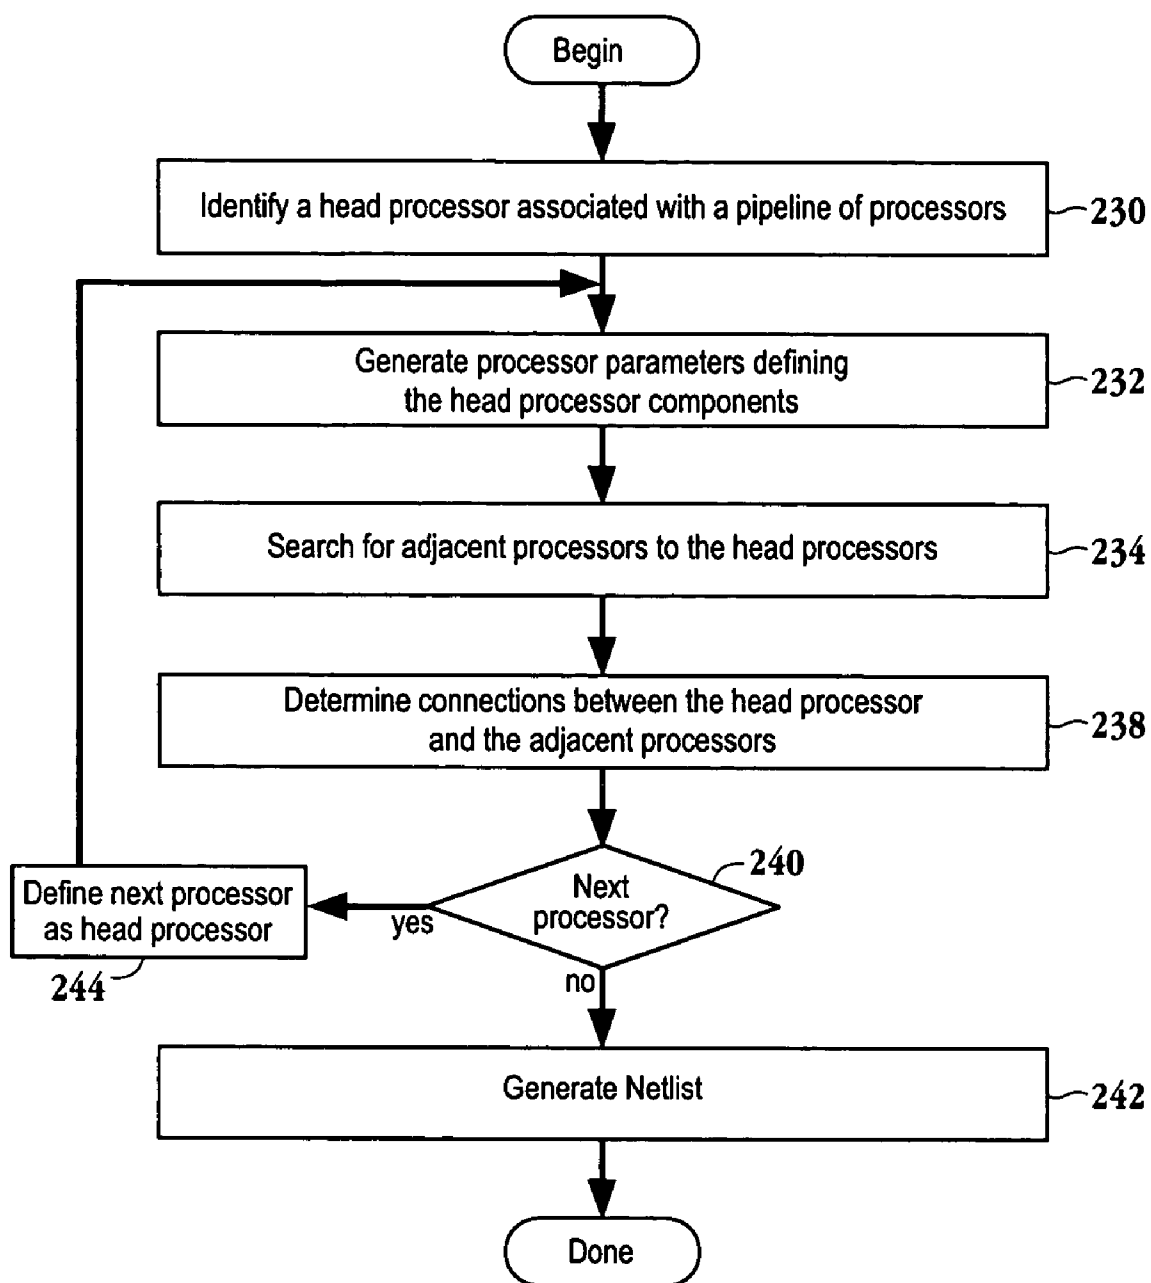 Begin
Identify a head processor associated with a pipeline of processors
230
Generate processor parameters defining
the head processor components
232
Search for adjacent processors to the head processors
234
Determine connections between the head processor
and the adjacent processors
238
Next
processor?
240
yes
Define next processor
as head processor
244
no
Generate Netlist
242
Done